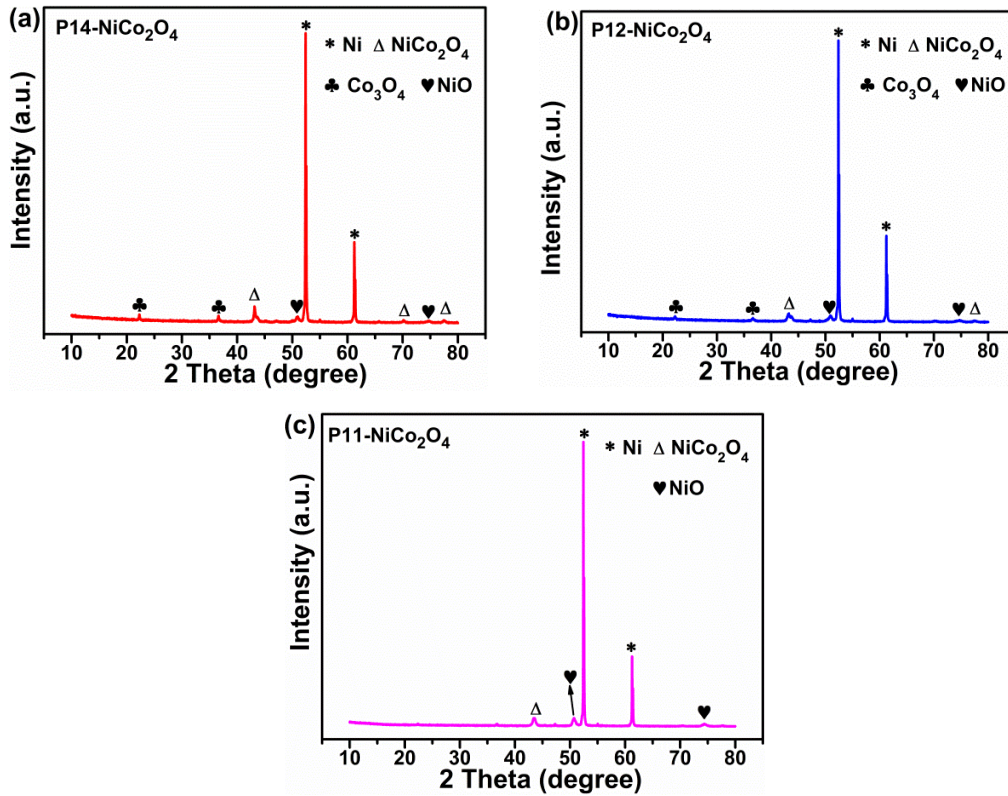 (a)
P14-NiCo₂O₄
* Ni Δ NiCo₂O₄
♣ Co₃O₄ ♥ NiO
*
*
♣ ♣ Δ ♥ Δ ♥ Δ
Intensity (a.u.)
10 20 30 40 50 60 70 80
2 Theta (degree)
(b)
P12-NiCo₂O₄
* Ni Δ NiCo₂O₄
♣ Co₃O₄ ♥ NiO
*
*
♣ ♣ Δ ♥ ♥ Δ
Intensity (a.u.)
10 20 30 40 50 60 70 80
2 Theta (degree)
(c)
P11-NiCo₂O₄
* Ni Δ NiCo₂O₄
♥ NiO
*
*
Δ ♥ ♥
Intensity (a.u.)
10 20 30 40 50 60 70 80
2 Theta (degree)